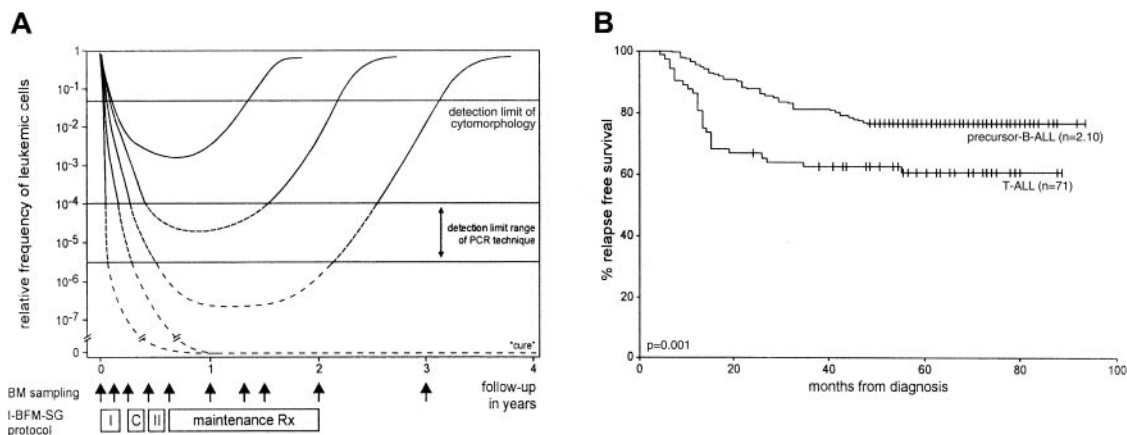 A
relative frequency of leukemic cells
1
10-1
10-2
10-3
10-4
10-5
10-6
10-7
0
detection limit of
cytomorphology
detection limit range
of PCR technique
"cure"
0 1 2 3 4
BM sampling
follow-up
in years
I-BFM-SG
protocol
I C II maintenance Rx
B
% relapse free survival
100
80
60
40
20
0
precursor-B-ALL (n=2.10)
T-ALL (n=71)
p=0.001
0 20 40 60 80 100
months from diagnosis